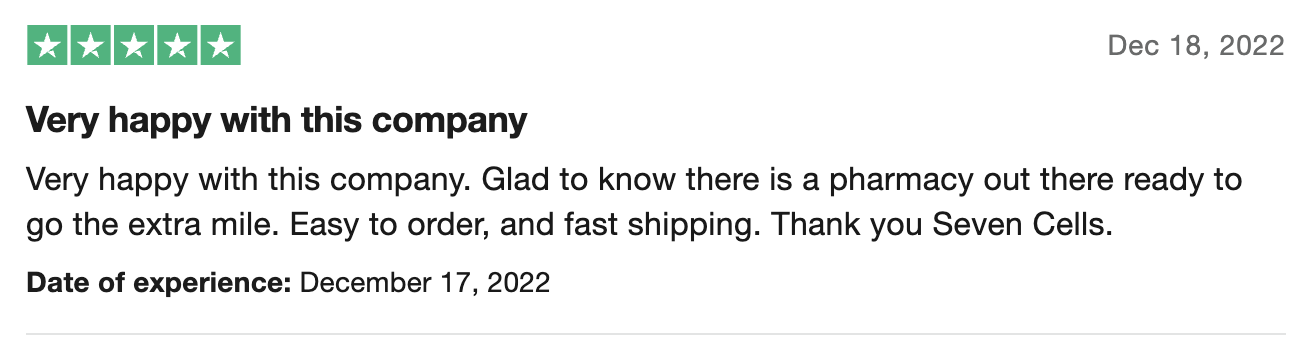 Dec 18, 2022
Very happy with this company
Very happy with this company. Glad to know there is a pharmacy out there ready to
go the extra mile. Easy to order, and fast shipping. Thank you Seven Cells.
Date of experience: December 17, 2022